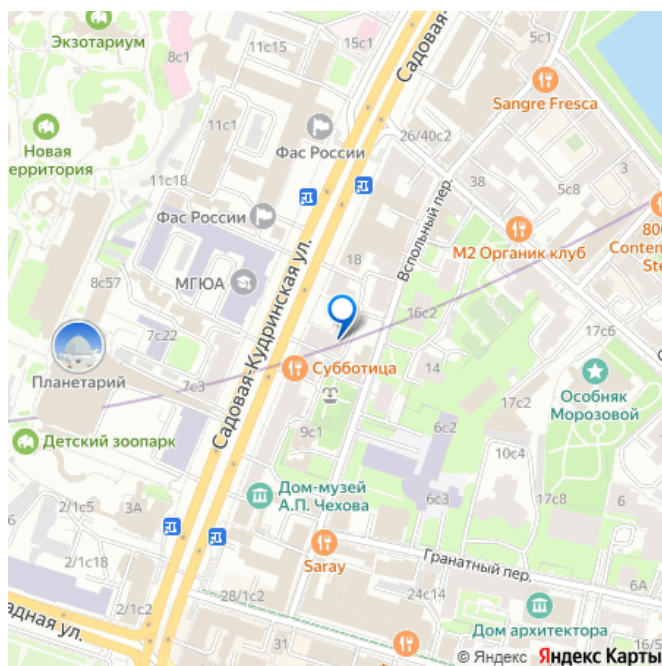 Экзотариум
8с1
11с15
15с1
Садовая-
5с1
Sangre Fresca
11с1
Фас России
26/40с2
Новая
территория
11с18
38
3
5с8
Вспольный пер.
Фас России
М2 Органик клуб
800
Contem
Ste
18
МГЮА
8с57
Садовая-Кудринская ул.
16с2
7с22
17с6
Планетарий
Субботица
14
Особняк
Морозовой
7с3
17с2
Детский зоопарк
9с1
6с2
10с4
Дом-музей
А.П. Чехова
2/1с5
3А
6с3
17с8
6
Saray
Гранатный пер.
2/1с18
6А
2/1с2
28/1с2
24с14
адная ул.
Дом архитектора
31
16/5
© Яндекс Яндекс Карты